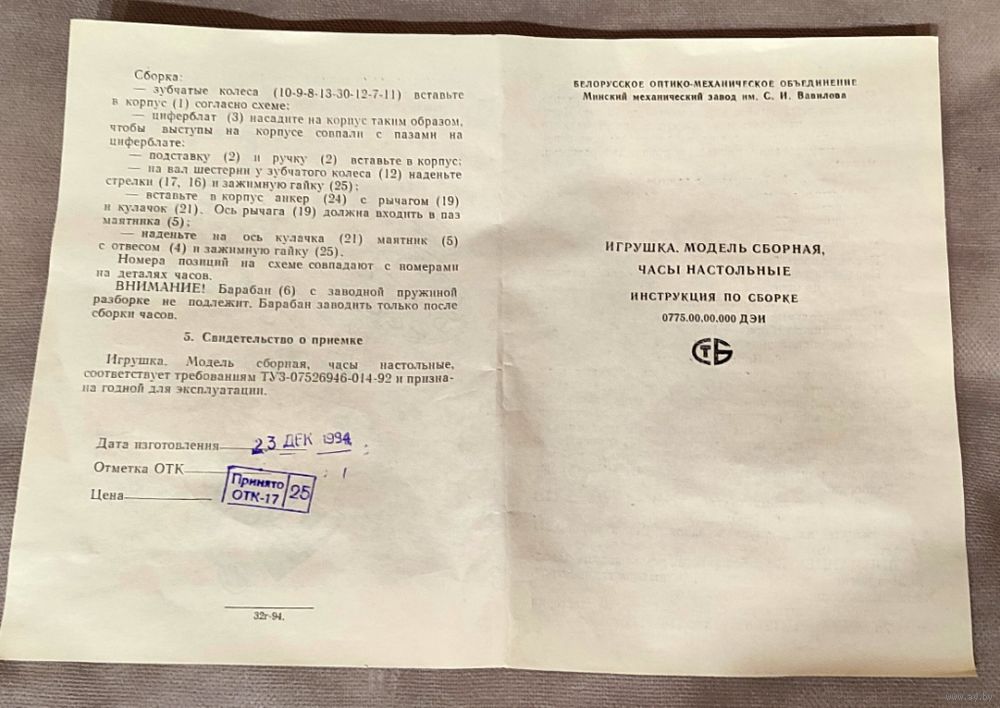 Сборка:
— зубчатые колеса (10-9-8-13-30-12-7-11) вставьте
в корпус (1) согласно схеме;
— циферблат (3) насадите на корпус таким образом,
чтобы выступы на корпусе совпали с пазами на
циферблате;
— подставку (2) и ручку (2) вставьте в корпус;
— на вал шестерни у зубчатого колеса (12) наденьте
стрелки (17, 16) и зажимную гайку (25);
— вставьте в корпус анкер (24) с рычагом (19)
и кулачок (21). Ось рычага (19) должна входить в паз
маятника (5);
— наденьте на ось кулачка (21) маятник (5)
с отвесом (4) и зажимную гайку (25).
Номера позиций на схеме совпадают с номерами
на деталях часов.
ВНИМАНИЕ! Барабан (6) с заводной пружиной
разборке не подлежит. Барабан заводить только после
сборки часов.
5. Свидетельство о приемке
Игрушка. Модель сборная, часы настольные,
соответствует требованиям ТУ3-07526946-014-92 и призна-
на годной для эксплуатации.
Дата изготовления 23 ДЕК 1994
Отметка ОТК
Принято
ОТК-17 25
Цена
32г-94.
БЕЛОРУССКОЕ ОПТИКО-МЕХАНИЧЕСКОЕ ОБЪЕДИНЕНИЕ
Минский механический завод им. С. И. Вавилова
ИГРУШКА. МОДЕЛЬ СБОРНАЯ,
ЧАСЫ НАСТОЛЬНЫЕ
ИНСТРУКЦИЯ ПО СБОРКЕ
0775.00.00.000 ДЭИ
СТБ
www.ay.by